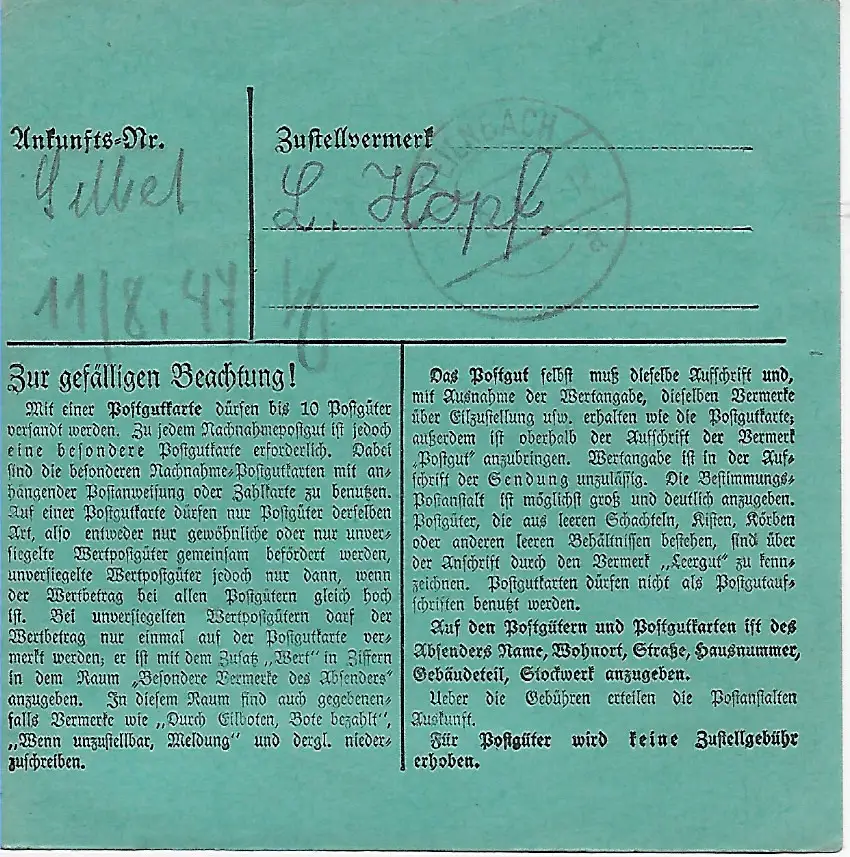 Ankunfts-Nr.
Selbst
11/8.47
Zustellvermerk
L. Hopf.
Zur gefälligen Beachtung!
Mit einer Postgutkarte dürfen bis 10 Postgüter
versandt werden. Zu jedem Nachnahmepostgut ist jedoch
eine besondere Postgutkarte erforderlich. Dabei
sind die besonderen Nachnahme-Postgutkarten mit an-
hängender Postanweisung oder Zahlkarte zu benutzen.
Auf einer Postgutkarte dürfen nur Postgüter derselben
Art, also entweder nur gewöhnliche oder nur unver-
siegelte Wertpostgüter gemeinsam befördert werden,
unversiegelte Wertpostgüter jedoch nur dann, wenn
der Wertbetrag bei allen Postgütern gleich hoch
ist. Bei unversiegelten Wertpostgütern darf der
Wertbetrag nur einmal auf der Postgutkarte ver-
merkt werden; er ist mit dem Zusatz „Wert" in Ziffern
in dem Raum „Besondere Vermerke des Absenders"
anzugeben. In diesem Raum sind auch gegebenen-
falls Vermerke wie „Durch Eilboten, Bote bezahlt",
„Wenn unzustellbar, Meldung" und dergl. nieder-
zuschreiben.
Das Postgut selbst muß dieselbe Aufschrift und,
mit Ausnahme der Wertangabe, dieselben Vermerke
über Eilzustellung usw. erhalten wie die Postgutkarte;
außerdem ist oberhalb der Aufschrift der Vermerk
„Postgut" anzubringen. Wertangabe ist in der Auf-
schrift der Sendung unzulässig. Die Bestimmungs-
Postanstalt ist möglichst groß und deutlich anzugeben.
Postgüter, die aus leeren Schachteln, Kisten, Körben
oder anderen leeren Behältnissen bestehen, sind über
der Anschrift durch den Vermerk „Leergut" zu kenn-
zeichnen. Postgutkarten dürfen nicht als Postgutauf-
schriften benutzt werden.
Auf den Postgütern und Postgutkarten ist des
Absenders Name, Wohnort, Straße, Hausnummer,
Gebäudeteil, Stockwerk anzugeben.
Ueber die Gebühren erteilen die Postanstalten
Auskunft.
Für Postgüter wird keine Zustellgebühr
erhoben.